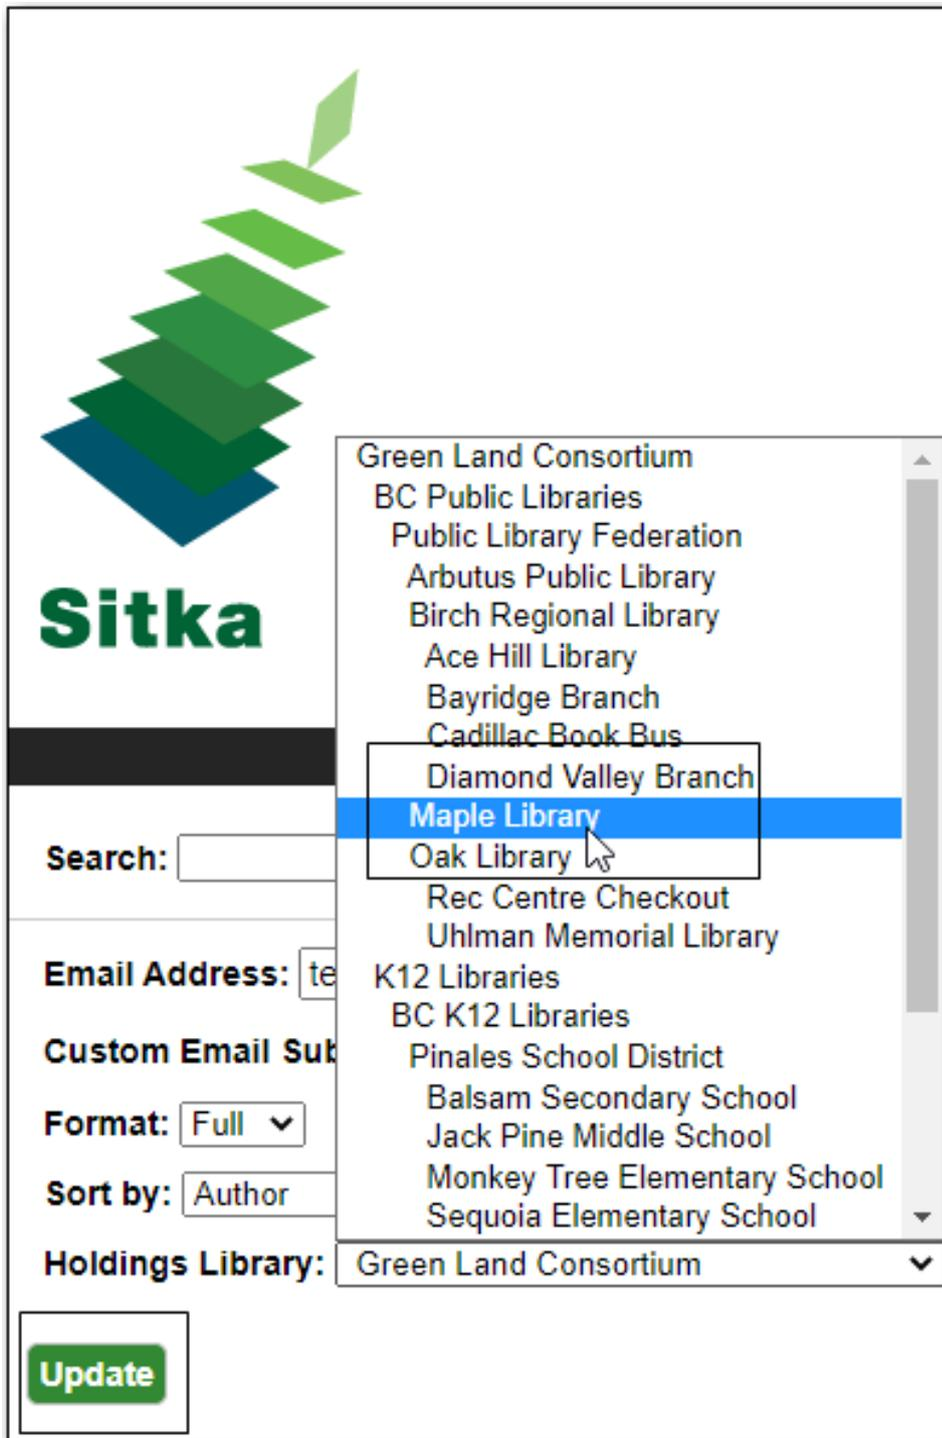 Sitka
Green Land Consortium
BC Public Libraries
Public Library Federation
Arbutus Public Library
Birch Regional Library
Ace Hill Library
Bayridge Branch
Cadillac Book Bus
Diamond Valley Branch
Maple Library
Oak Library
Rec Centre Checkout
Uhlman Memorial Library
K12 Libraries
BC K12 Libraries
Pinales School District
Balsam Secondary School
Jack Pine Middle School
Monkey Tree Elementary School
Sequoia Elementary School
Search:
Email Address: te
Custom Email Sub
Format: Full
Sort by: Author
Holdings Library: Green Land Consortium
Update